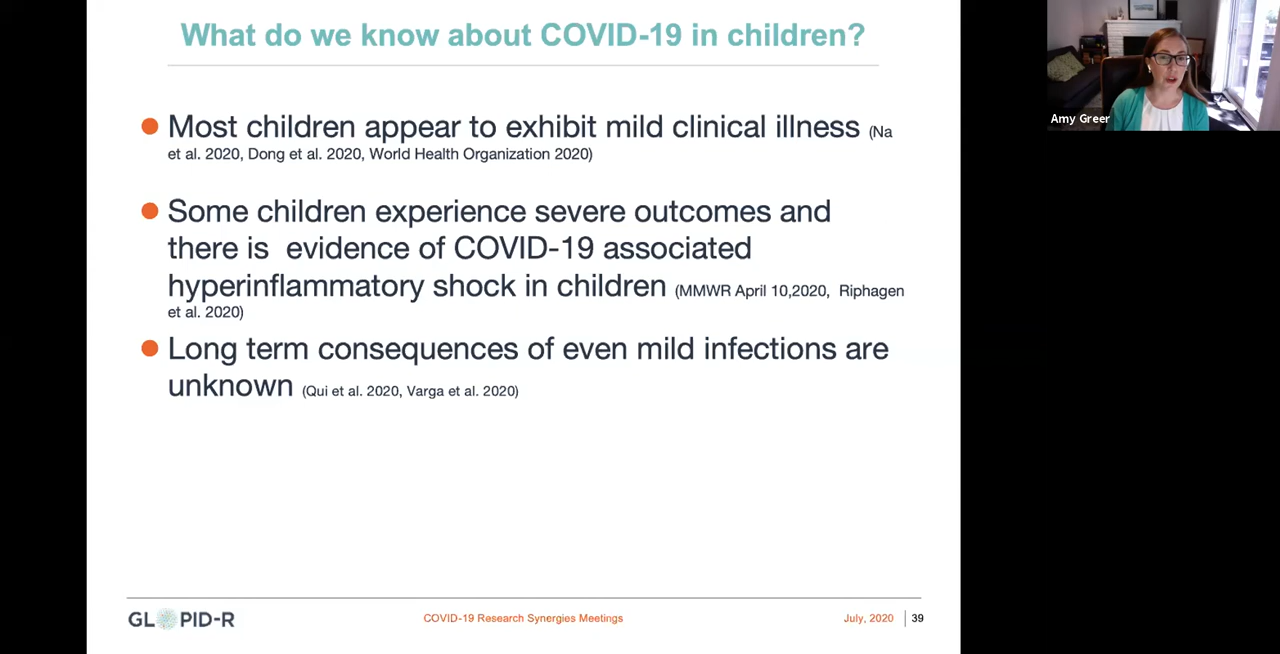 What do we know about COVID-19 in children?
Most children appear to exhibit mild clinical illness (Na
et al. 2020, Dong et al. 2020, World Health Organization 2020)
Some children experience severe outcomes and
there is evidence of COVID-19 associated
hyperinflammatory shock in children (MMWR April 10,2020, Riphagen
et al. 2020)
Long term consequences of even mild infections are
unknown (Qui et al. 2020, Varga et al. 2020)
GLOPID-R
COVID-19 Research Synergies Meetings
July, 2020 | 39
Amy Greer